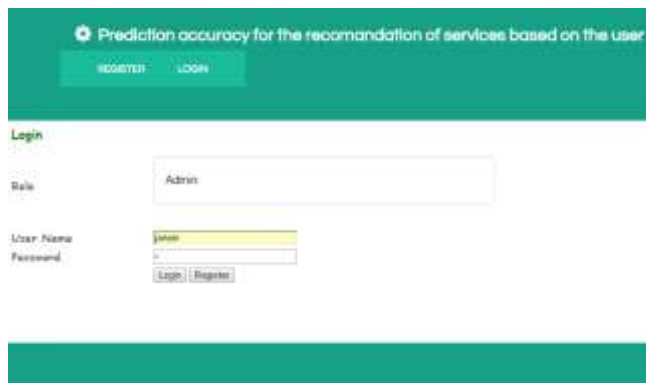 Prediction accuracy for the recomandation of services based on the user
REGISTER LOGIN
Login
Role Admin
User Name
Password
Login Register